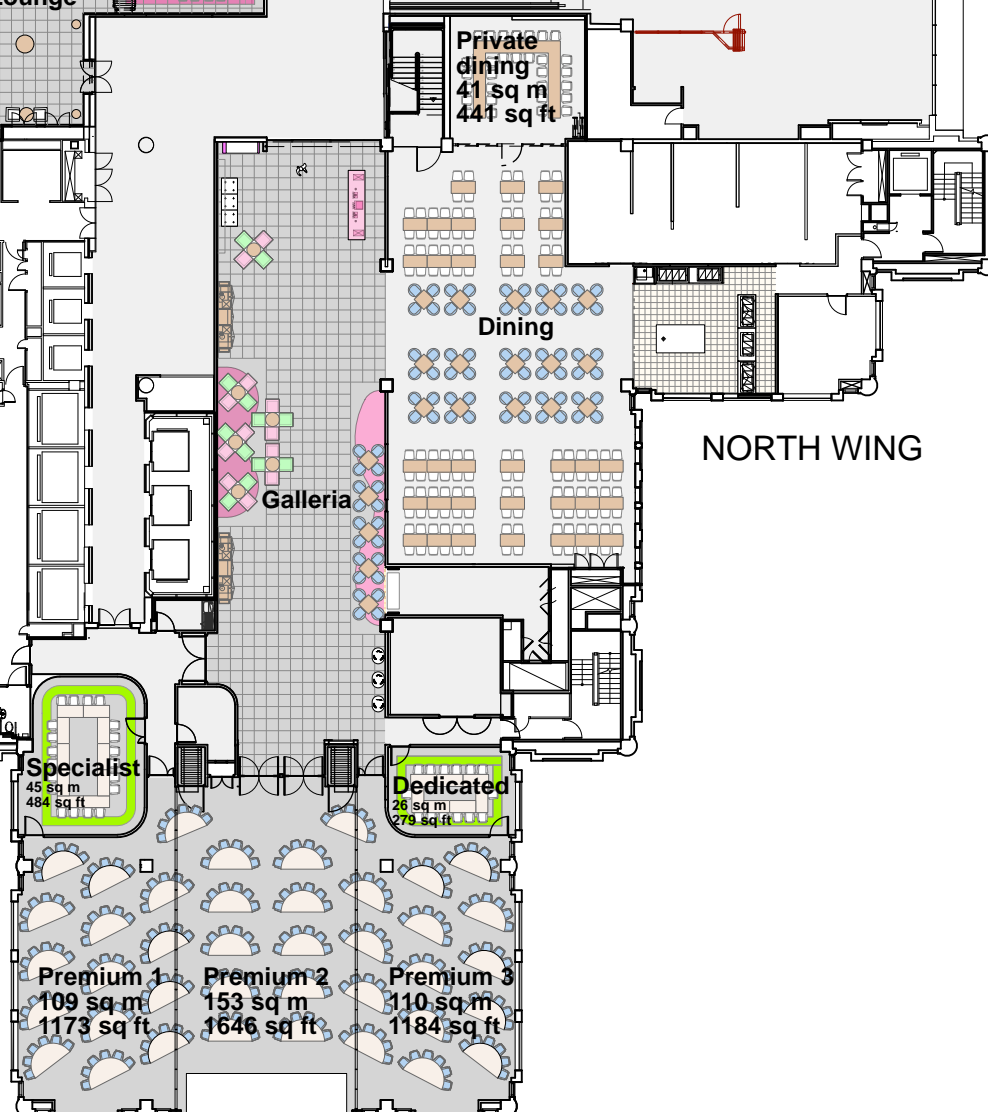 Private
dining
41 sq m
441 sq ft
Dining
NORTH WING
Galleria
Specialist
45 sq m
484 sq ft
Dedicated
26 sq m
279 sq ft
Premium 1
109 sq m
1173 sq ft
Premium 2
153 sq m
1646 sq ft
Premium 3
110 sq m
1184 sq ft